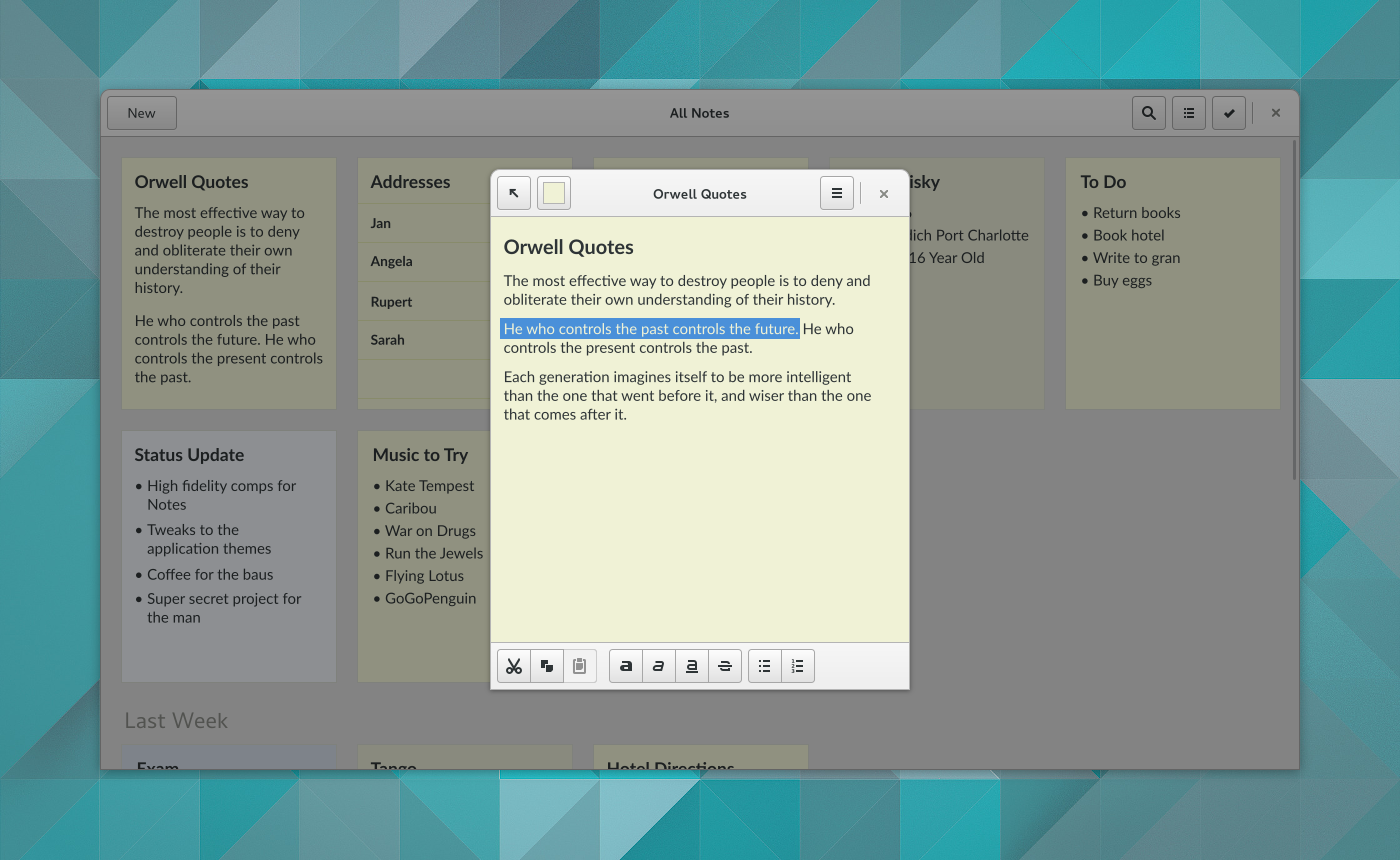 New
All Notes
Orwell Quotes
The most effective way to
destroy people is to deny
and obliterate their own
understanding of their
history.
He who controls the past
controls the future. He who
controls the present controls
the past.
Addresses
Jan
Angela
Rupert
Sarah
Port Charlotte
16 Year Old
To Do
• Return books
• Book hotel
• Write to gran
• Buy eggs
Orwell Quotes
Orwell Quotes
The most effective way to destroy people is to deny and
obliterate their own understanding of their history.
He who controls the past controls the future. He who
controls the present controls the past.
Each generation imagines itself to be more intelligent
than the one that went before it, and wiser than the one
that comes after it.
a a a a
Status Update
• High fidelity comps for
Notes
• Tweaks to the
application themes
• Coffee for the baus
• Super secret project for
the man
Music to Try
• Kate Tempest
• Caribou
• War on Drugs
• Run the Jewels
• Flying Lotus
• GoGoPenguin
Last Week
Exam
Tango
Hotel Directions